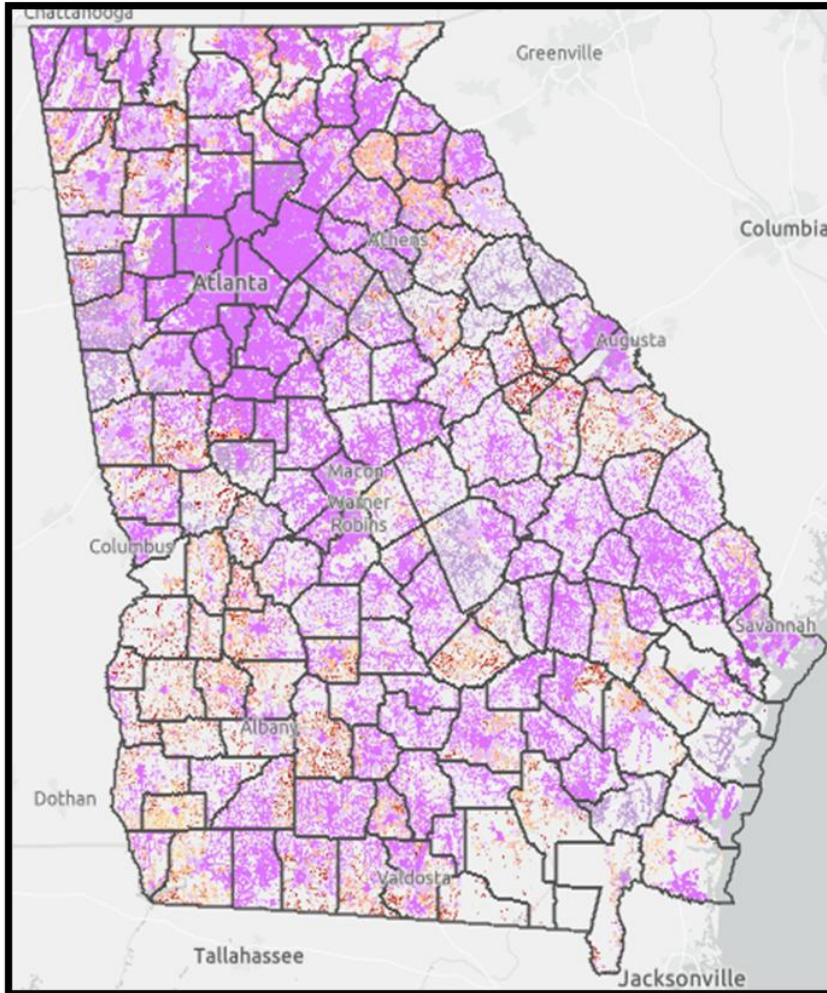 Chattanooga
Greenville
Columbia
Athens
Atlanta
Augusta
Macon
Warner
Robins
Columbus
Savannah
Albany
Dothan
Valdosta
Tallahassee
Jacksonville